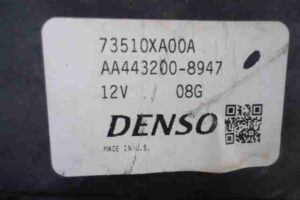 73510XA00A
AA443200-8947
12V 08G
DENSO
MADE IN U.S.